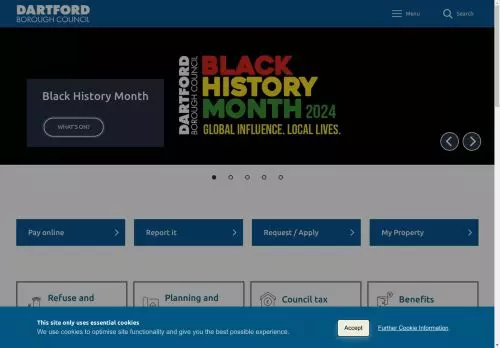 DARTFORD
BOROUGH COUNCIL
Menu
Search
Black History Month
WHAT'S ON?
DARTFORD
BOROUGH COUNCIL
BLACK
HISTORY
MONTH 2024
GLOBAL INFLUENCE. LOCAL LIVES.
Pay online
Report it
Request / Apply
My Property
Refuse and
Planning and
Council tax
Benefits
This site only uses essential cookies
We use cookies to optimise site functionality and give you the best possible experience.
Accept
Further Cookie Information